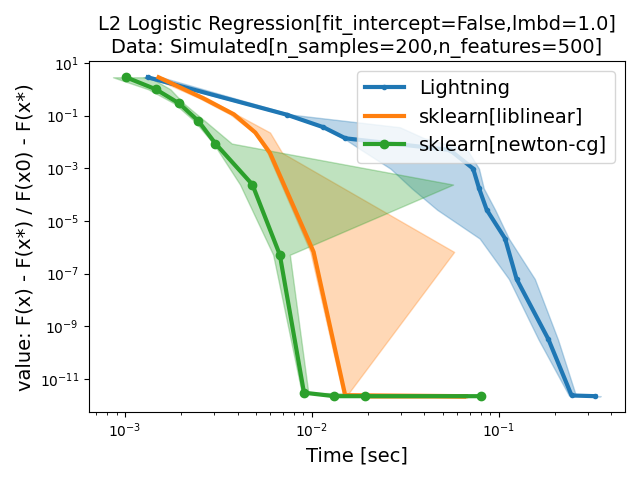 L2 Logistic Regression[fit_intercept=False,lmbd=1.0]
Data: Simulated[n_samples=200,n_features=500]
Lightning
sklearn[liblinear]
sklearn[newton-cg]
value: F(x) - F(x*) / F(x0) - F(x*)
10¹
10⁻¹
10⁻³
10⁻⁵
10⁻⁷
10⁻⁹
10⁻¹¹
10⁻³
10⁻²
10⁻¹
Time [sec]